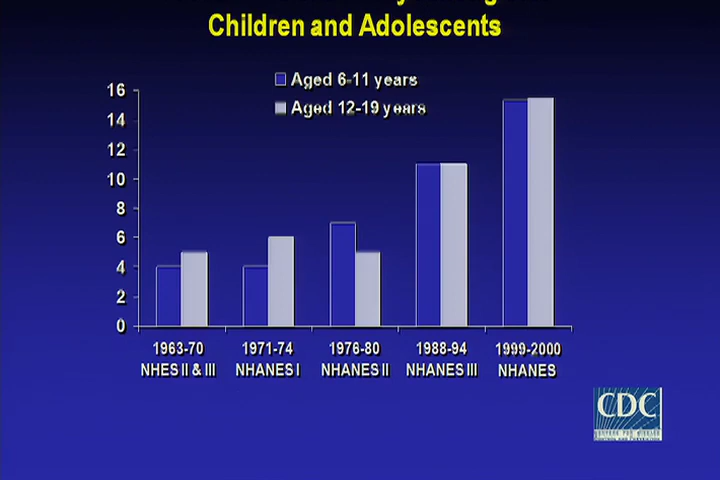 Children and Adolescents
Aged 6-11 years
Aged 12-19 years
16
14
12
10
8
6
4
2
0
1963-70
NHES II & III
1971-74
NHANES I
1976-80
NHANES II
1988-94
NHANES III
1999-2000
NHANES
CDC